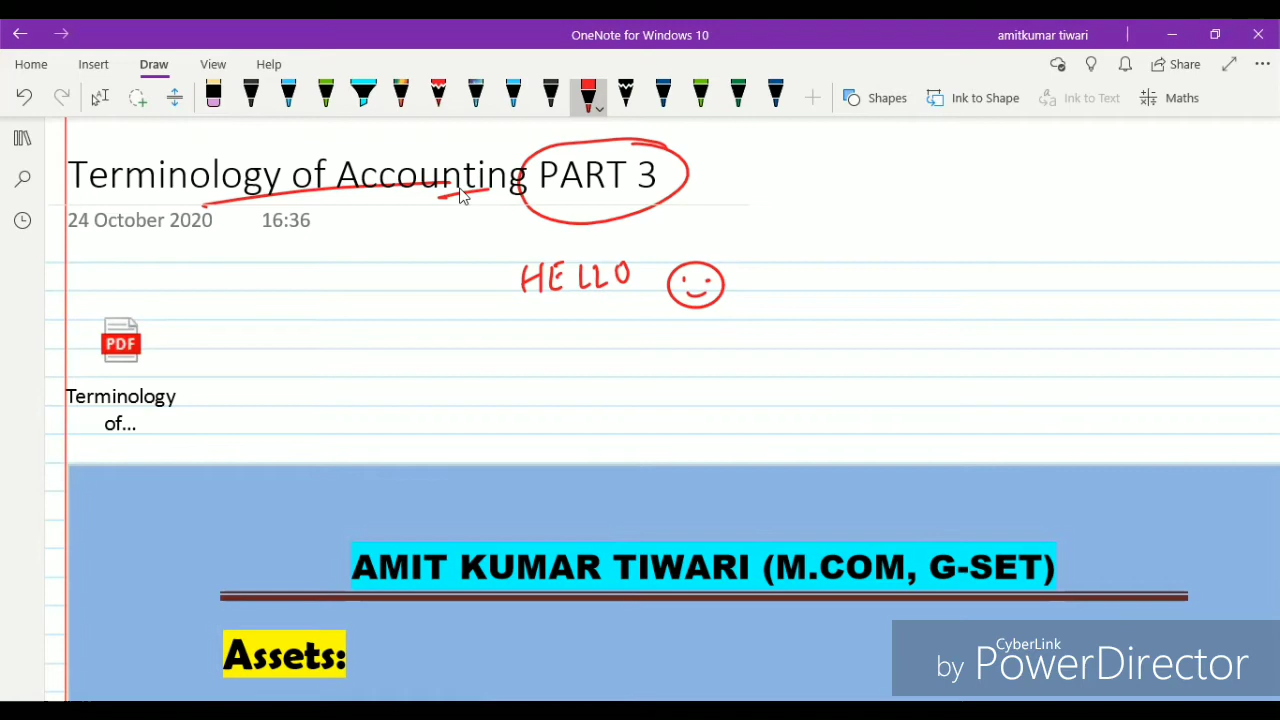 OneNote for Windows 10
amitkumar tiwari
Home Insert Draw View Help
Share
Shapes Ink to Shape Ink to Text Maths
Terminology of Accounting PART 3
24 October 2020 16:36
HELLO
PDF
Terminology
of...
AMIT KUMAR TIWARI (M.COM, G-SET)
Assets:
CyberLink
by PowerDirector